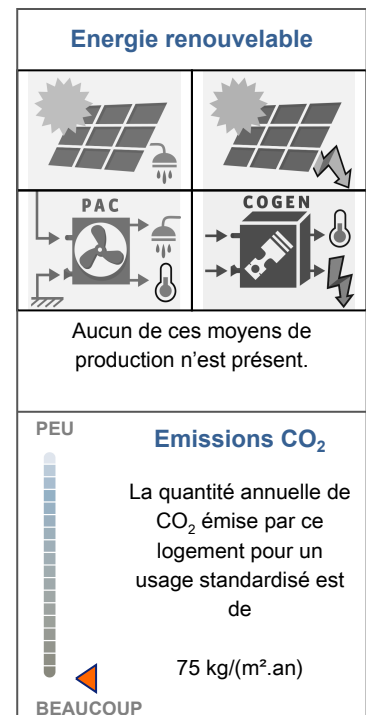 Energie renouvelable
PAC
COGEN
Aucun de ces moyens de
production n’est présent.
PEU
Emissions CO₂
La quantité annuelle de
CO₂ émise par ce
logement pour un
usage standardisé est
de
75 kg/(m².an)
BEAUCOUP